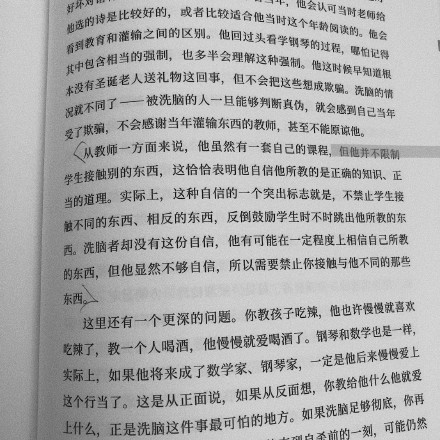 他会认可当时老师给
他选的诗是比较好的，或者比较适合他当时这个年龄阅读的。他会
看到教育和灌输之间的区别。他回过头看学钢琴的过程，哪怕记得
其中包含相当的强制，也多半会理解这种强制。他这时候早知道根
本没有圣诞老人送礼物这回事，但不会把这些想成欺骗。洗脑的情
况就不同了——被洗脑的人一旦能够判断真伪，就会感到自己当年
受了欺骗，不会感谢当年灌输东西的教师，甚至不能原谅他。
从教师一方面来说，他虽然有一套自己的课程，但他并不限制
学生接触别的东西，这恰恰表明他自信他所教的是正确的知识、正
当的道理。实际上，这种自信的一个突出标志就是，不禁止学生接
触不同的东西、相反的东西，反倒鼓励学生时不时跳出他所教的东
西。洗脑者却没有这份自信，他有可能在一定程度上相信自己所教
的东西，但他显然不够自信，所以需要禁止你接触与他不同的那些
东西。
这里还有一个更深的问题。你教孩子吃辣，他也许慢慢就喜欢
吃辣了，教一个人喝酒，他慢慢就爱喝酒了。钢琴和数学也是一样，
实际上，如果他将来成了数学家、钢琴家，一定是他后来慢慢爱上
这个行当了。这是从正面说，如果从反面想，你教给他什么他就爱
上什么，正是洗脑这件事最可怕的地方。如果洗脑足够彻底，你再
到自杀前的一刻，可能仍然